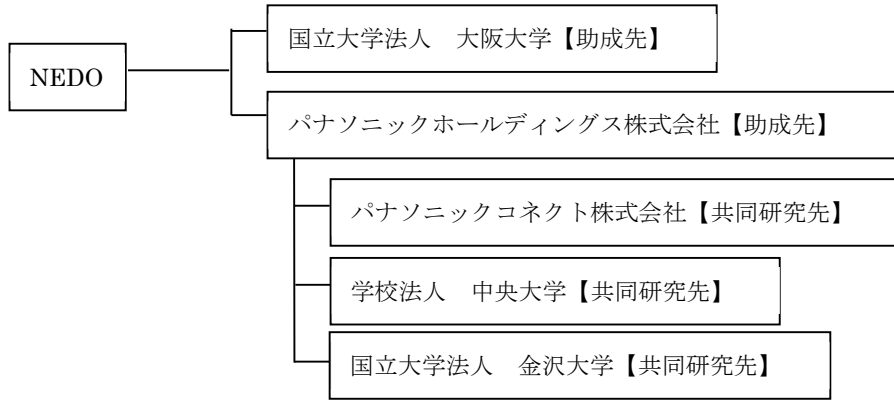 国立大学法人　大阪大学【助成先】
NEDO
パナソニックホールディングス株式会社【助成先】
パナソニックコネクト株式会社【共同研究先】
学校法人　中央大学【共同研究先】
国立大学法人　金沢大学【共同研究先】